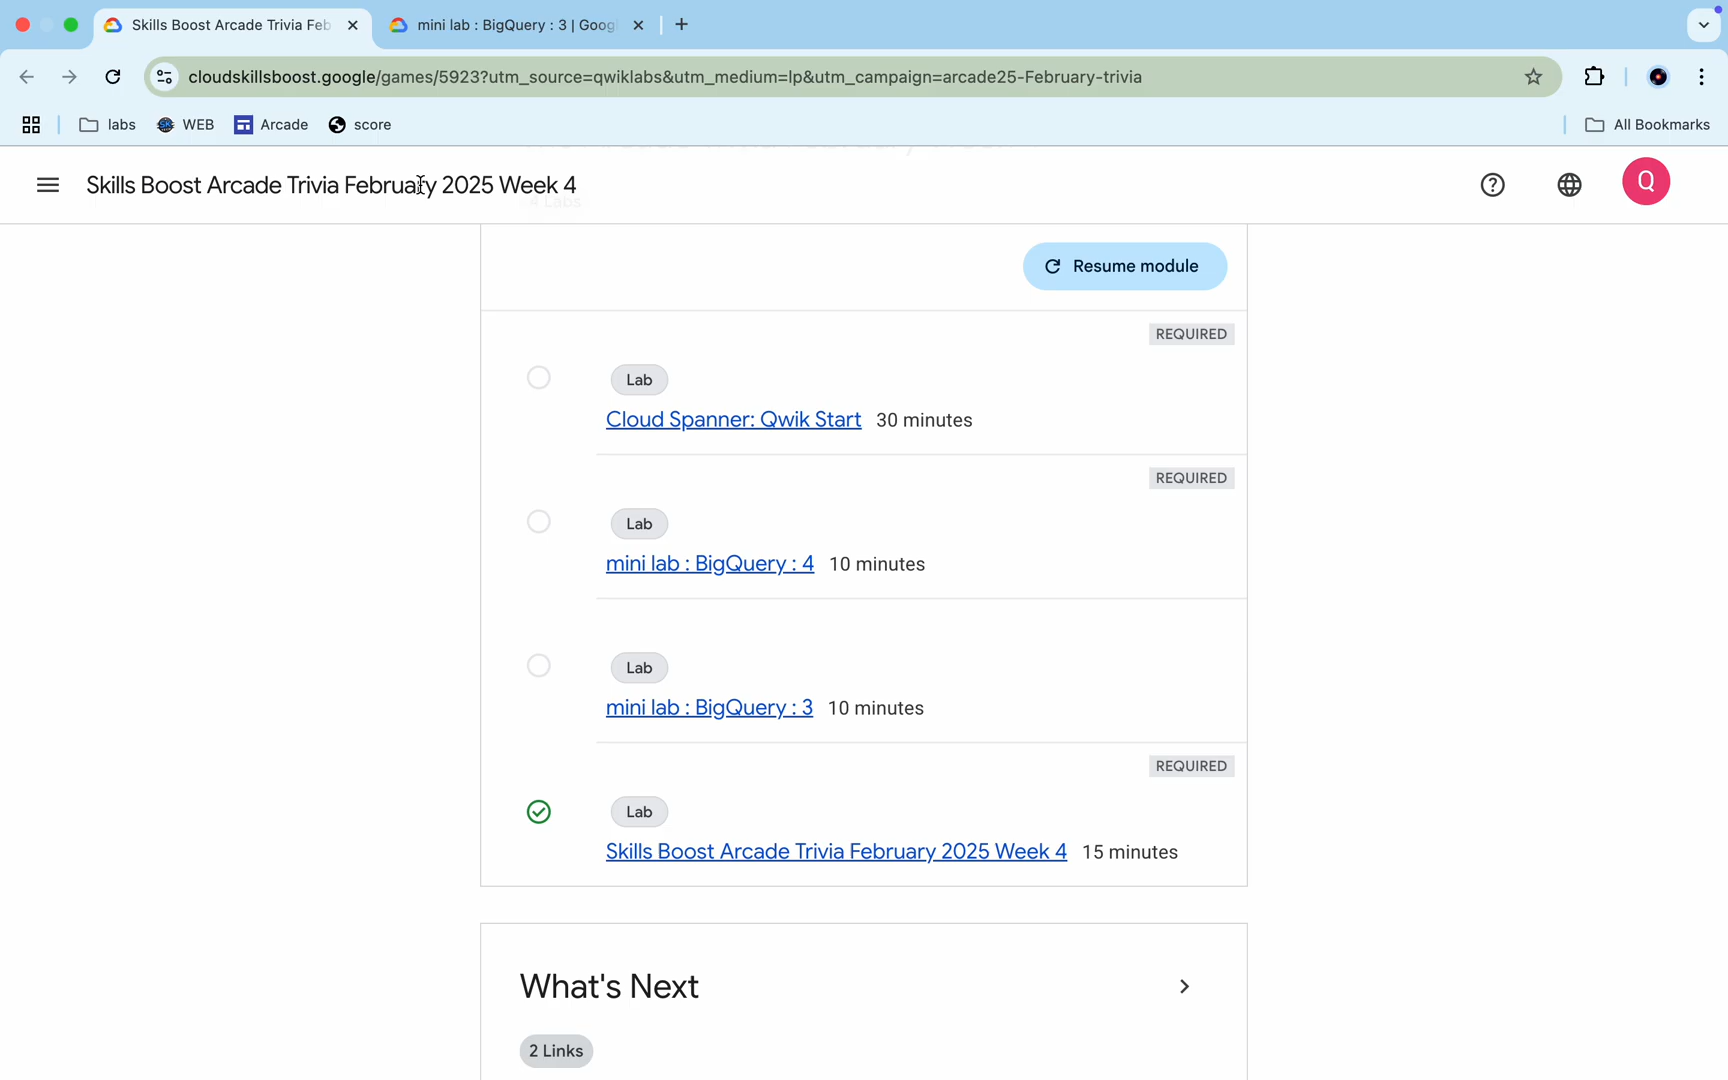 Skills Boost Arcade Trivia Feb
mini lab : BigQuery : 3 | Goog
cloudskillsboost.google/games/5923?utm_source=qwiklabs&utm_medium=lp&utm_campaign=arcade25-February-trivia
labs
WEB
Arcade
score
All Bookmarks
Skills Boost Arcade Trivia February 2025 Week 4
Q
4 Labs
Resume module
REQUIRED
Lab
Cloud Spanner: Qwik Start 30 minutes
REQUIRED
Lab
mini lab : BigQuery : 4 10 minutes
Lab
mini lab : BigQuery : 3 10 minutes
REQUIRED
Lab
Skills Boost Arcade Trivia February 2025 Week 4 15 minutes
What's Next
2 Links